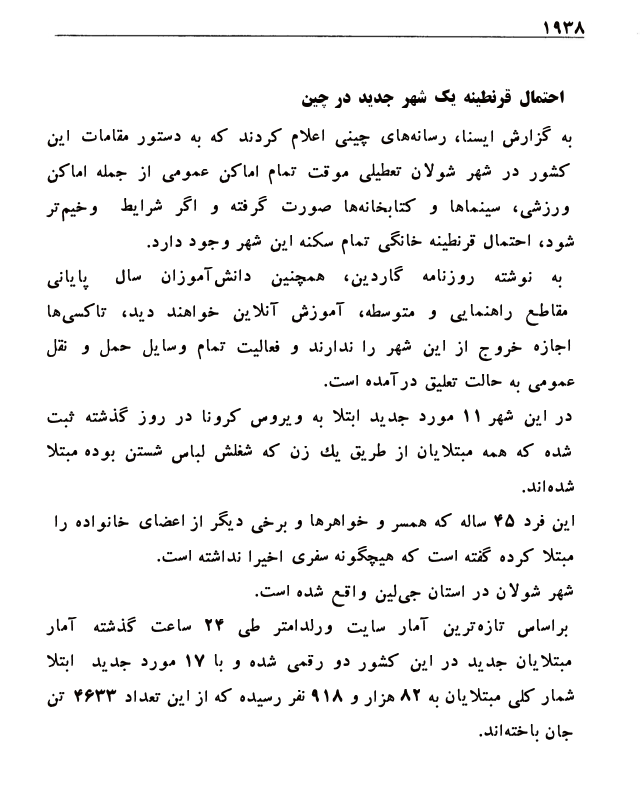 ۱۹۳۸
احتمال قرنطینه یک شهر جدید در چین
به گزارش ایسنا، رسانه‌های چینی اعلام کردند که به دستور مقامات این
کشور در شهر شولان تعطیلی موقت تمام اماکن عمومی از جمله اماکن
ورزشی، سینماها و کتابخانه‌ها صورت گرفته و اگر شرایط وخیم‌تر
شود، احتمال قرنطینه خانگی تمام سکنه این شهر وجود دارد.
به نوشته روزنامه گاردین، همچنین دانش‌آموزان سال پایانی
مقاطع راهنمایی و متوسطه، آموزش آنلاین خواهند دید، تاکسی‌ها
اجازه خروج از این شهر را ندارند و فعالیت تمام وسایل حمل و نقل
عمومی به حالت تعلیق درآمده است.
در این شهر ۱۱ مورد جدید ابتلا به ویروس کرونا در روز گذشته ثبت
شده که همه مبتلایان از طریق یك زن که شغلش لباس شستن بوده مبتلا
شده‌اند.
این فرد ۴۵ ساله که همسر و خواهرها و برخی دیگر از اعضای خانواده را
مبتلا کرده گفته است که هیچگونه سفری اخیرا نداشته است.
شهر شولان در استان جی‌لین واقع شده است.
براساس تازه‌ترین آمار سایت ورلدامتر طی ۲۴ ساعت گذشته آمار
مبتلایان جدید در این کشور دو رقمی شده و با ۱۷ مورد جدید ابتلا
شمار کلی مبتلایان به ۸۲ هزار و ۹۱۸ نفر رسیده که از این تعداد ۴۶۳۳ تن
جان باخته‌اند.